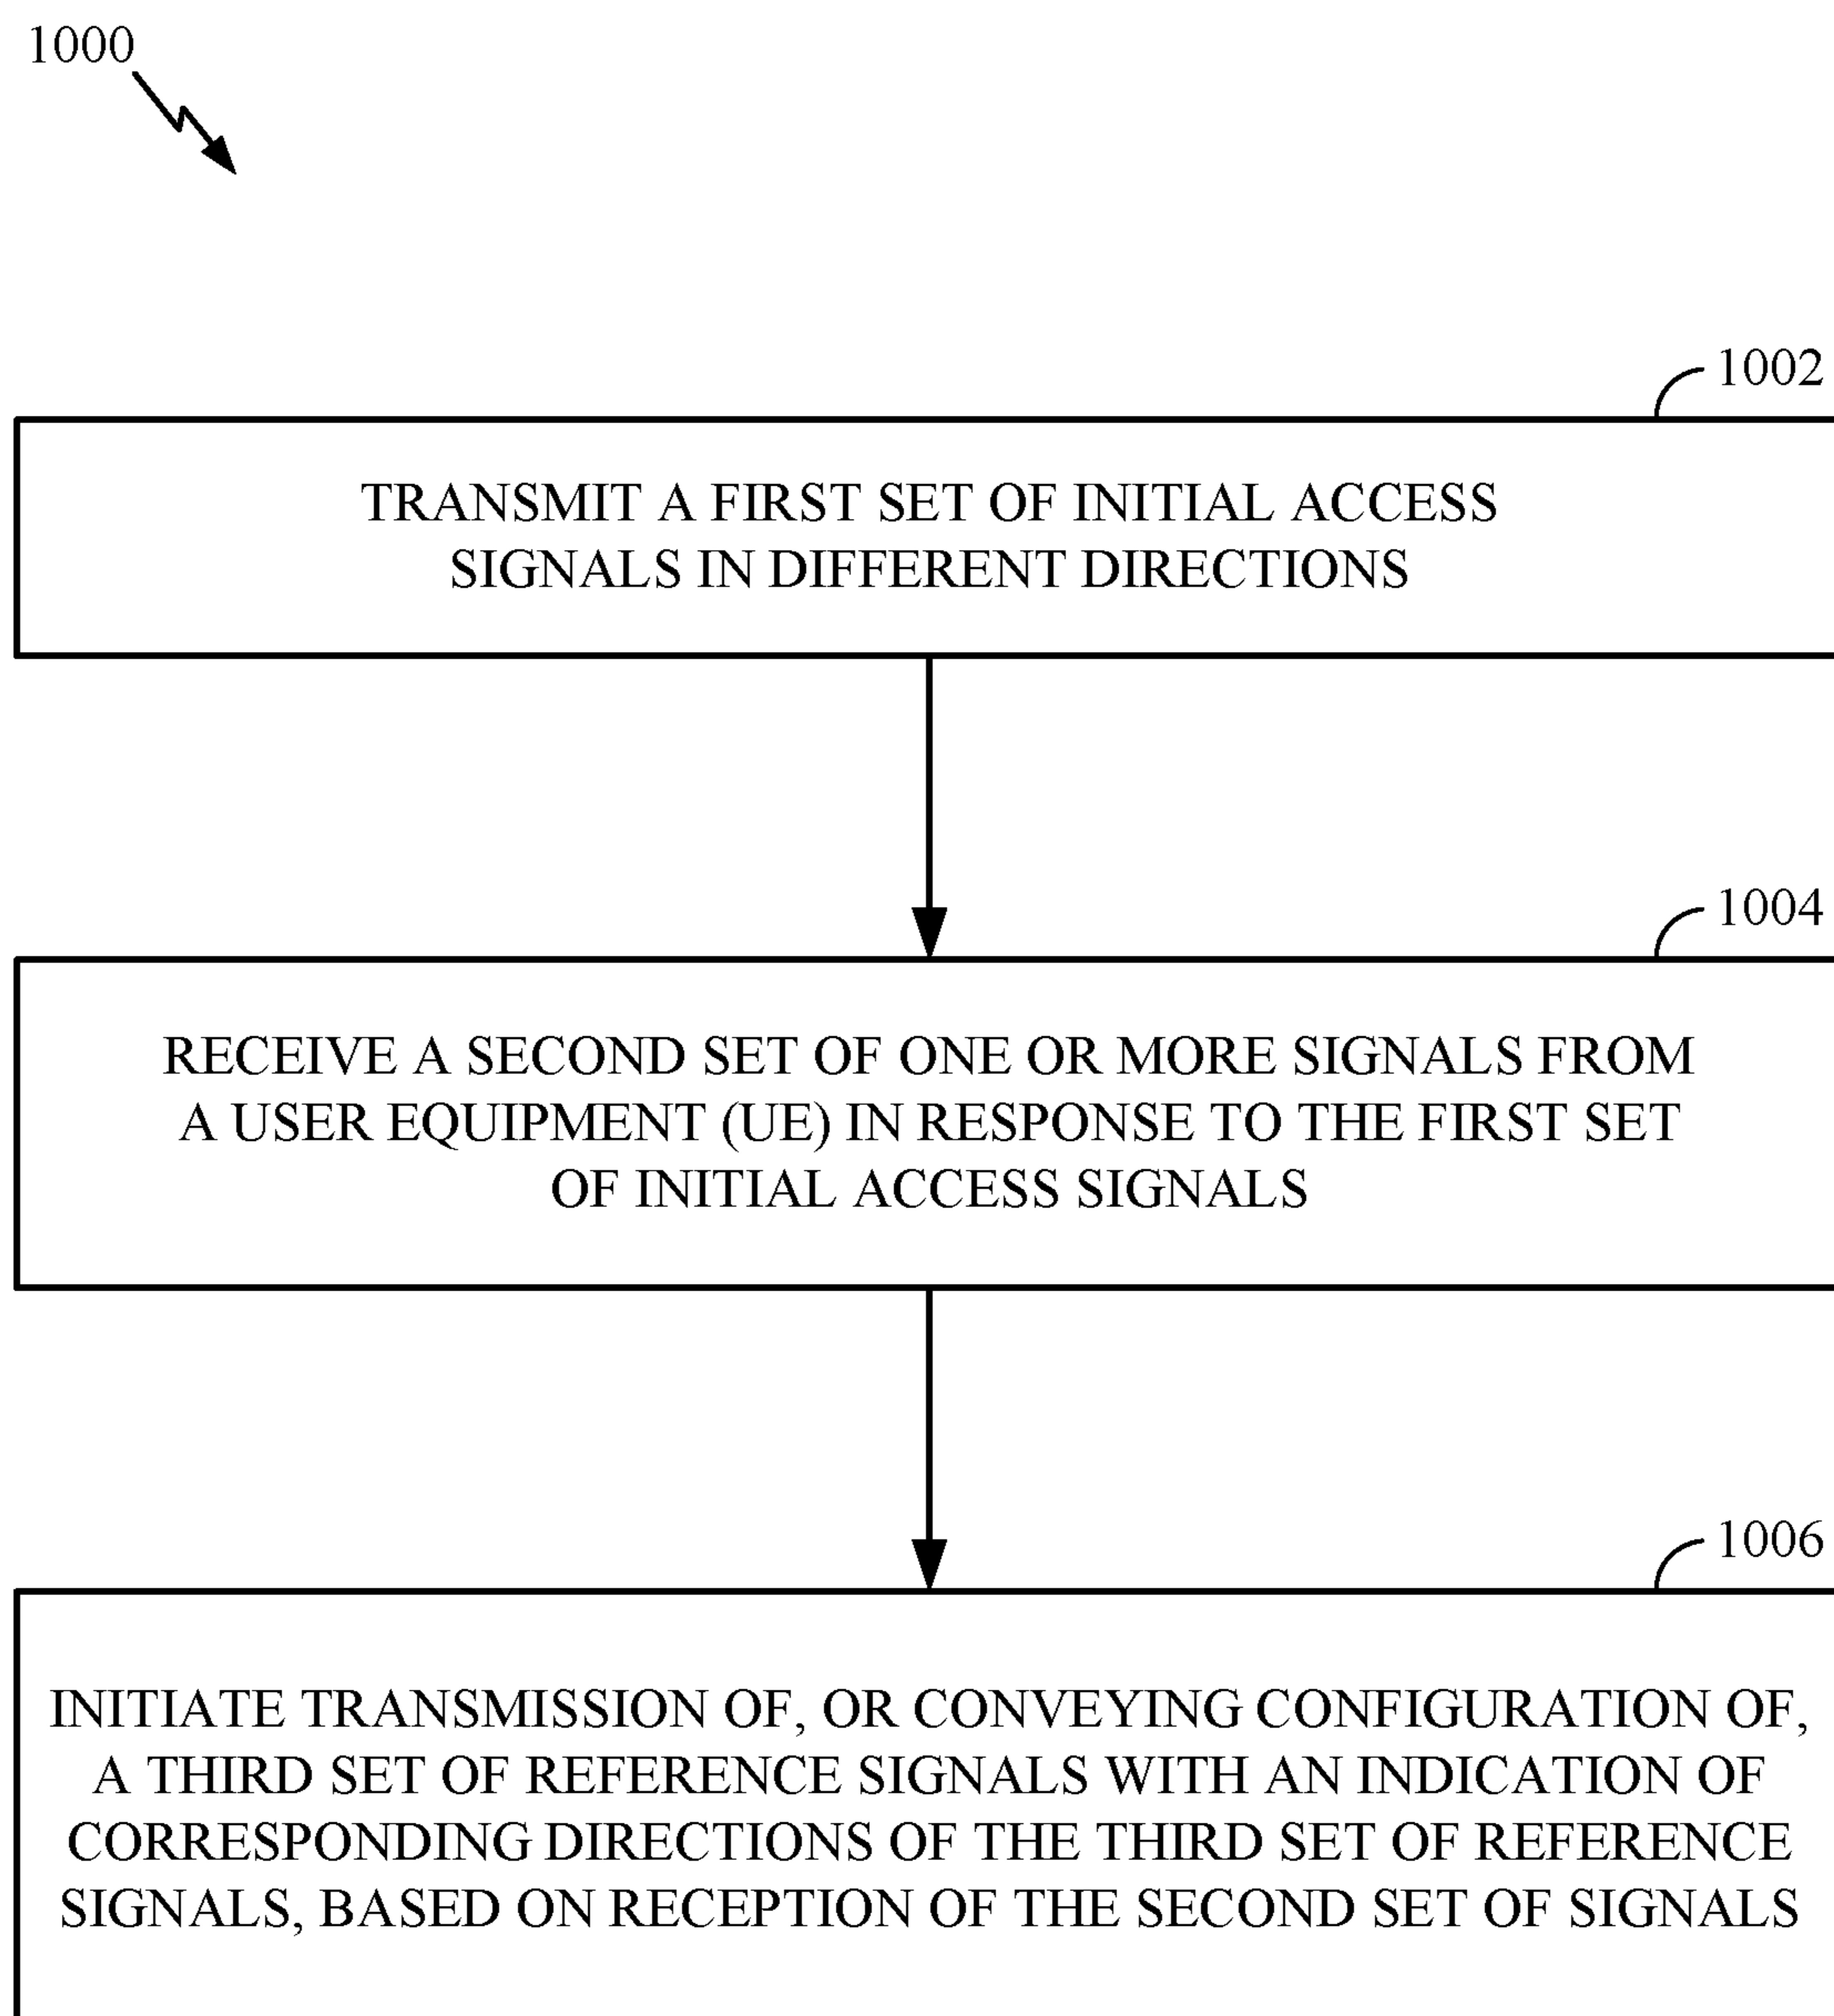 1000
1002
TRANSMIT A FIRST SET OF INITIAL ACCESS
SIGNALS IN DIFFERENT DIRECTIONS
1004
RECEIVE A SECOND SET OF ONE OR MORE SIGNALS FROM
A USER EQUIPMENT (UE) IN RESPONSE TO THE FIRST SET
OF INITIAL ACCESS SIGNALS
1006
INITIATE TRANSMISSION OF, OR CONVEYING CONFIGURATION OF,
A THIRD SET OF REFERENCE SIGNALS WITH AN INDICATION OF
CORRESPONDING DIRECTIONS OF THE THIRD SET OF REFERENCE
SIGNALS, BASED ON RECEPTION OF THE SECOND SET OF SIGNALS